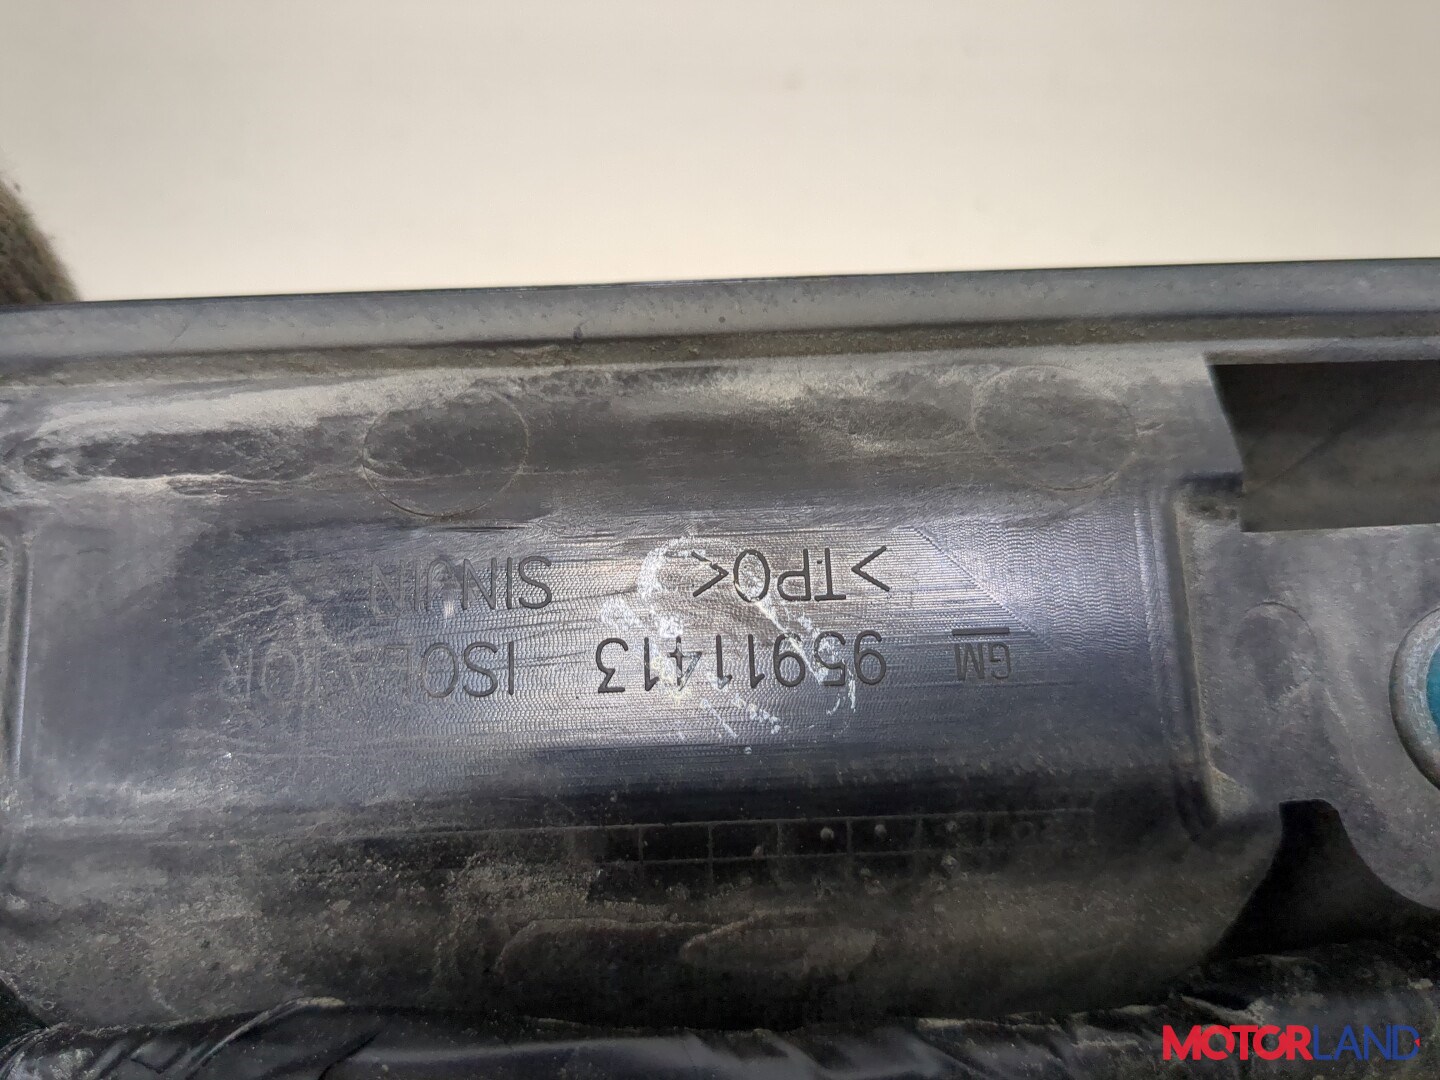 GM 95911413 ISOLATOR
>TPO< SINJIN
MOTORLAND